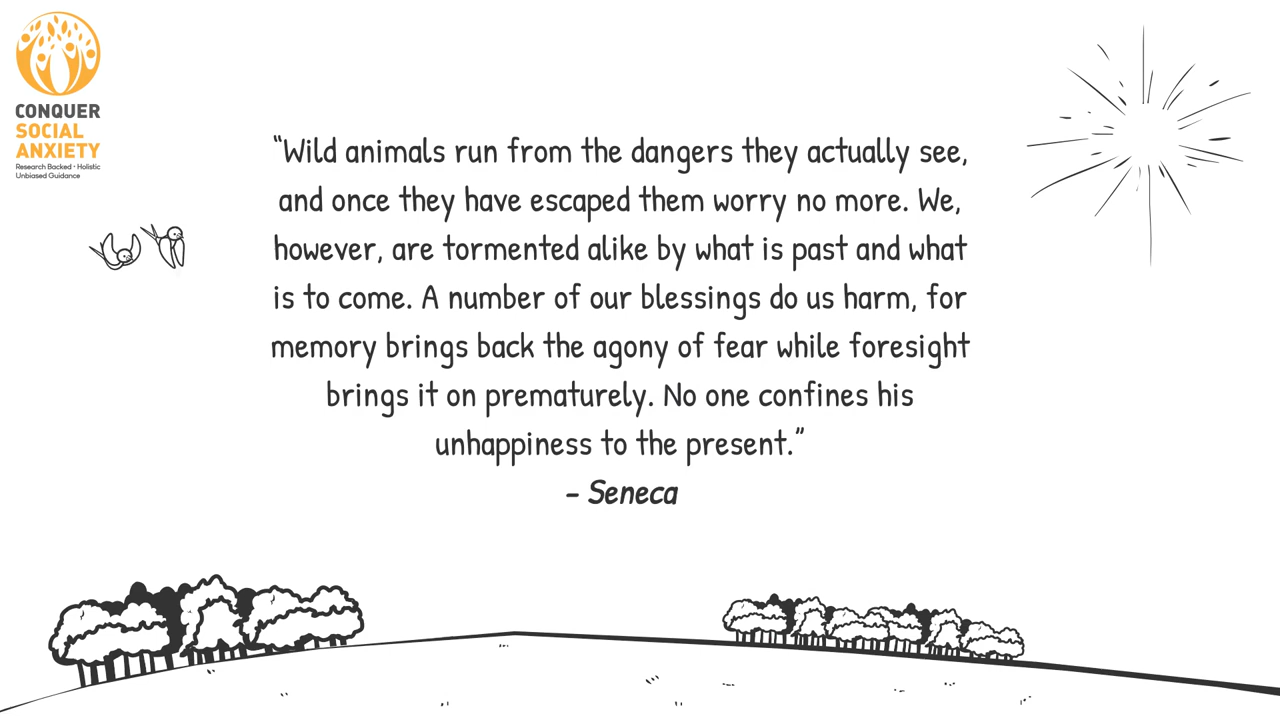 CONQUER
SOCIAL
ANXIETY
Research Backed • Holistic
Unbiased Guidance
“Wild animals run from the dangers they actually see,
and once they have escaped them worry no more. We,
however, are tormented alike by what is past and what
is to come. A number of our blessings do us harm, for
memory brings back the agony of fear while foresight
brings it on prematurely. No one confines his
unhappiness to the present.”
- Seneca